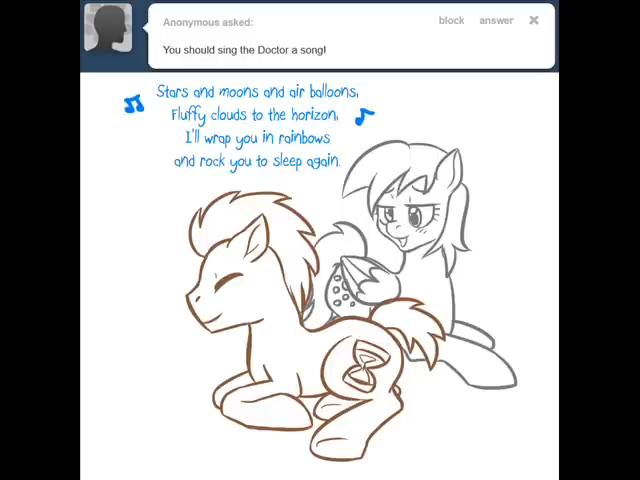 Anonymous asked:
block answer
You should sing the Doctor a song!
Stars and moons and air balloons,
Fluffy clouds to the horizon,
I'll wrap you in rainbows
and rock you to sleep again.